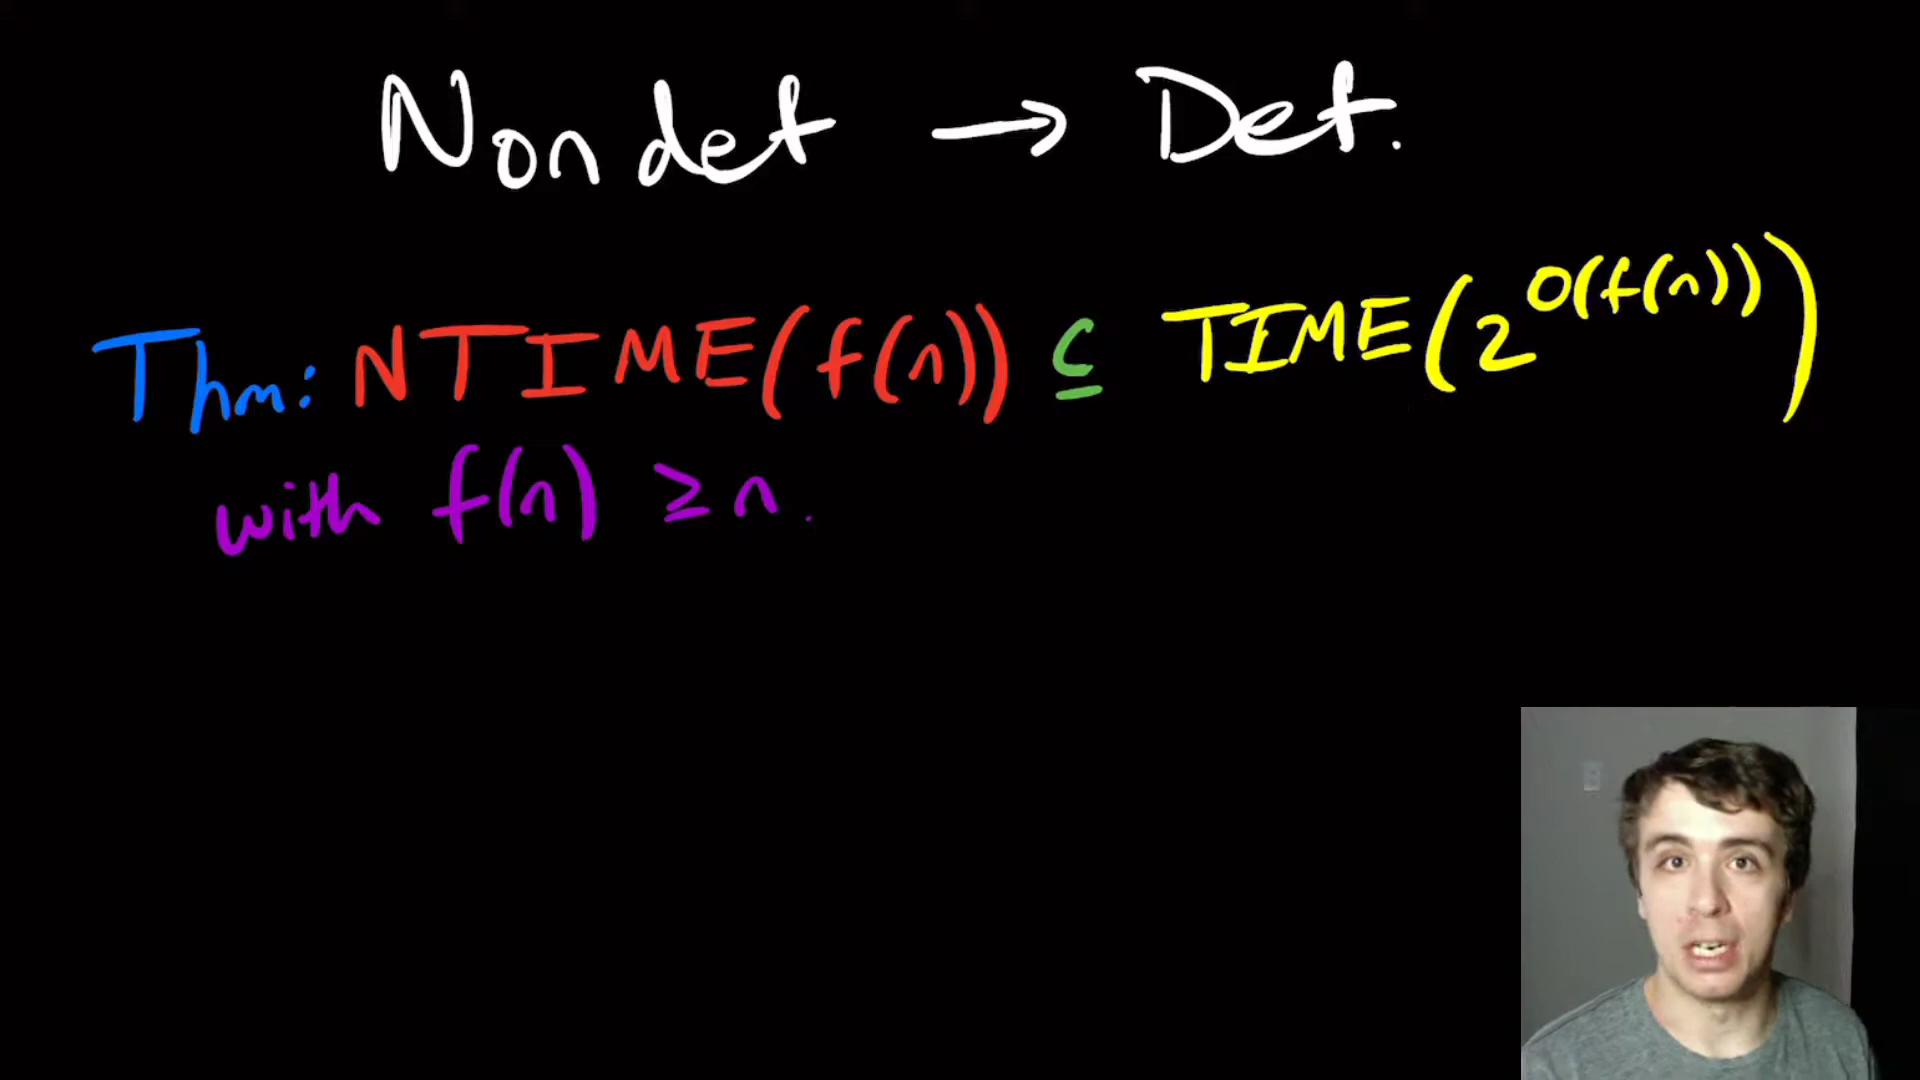 Nondet → Det.
Thm: NTIME(f(n)) ⊆ TIME(2^O(f(n)))
with f(n) ≥ n.